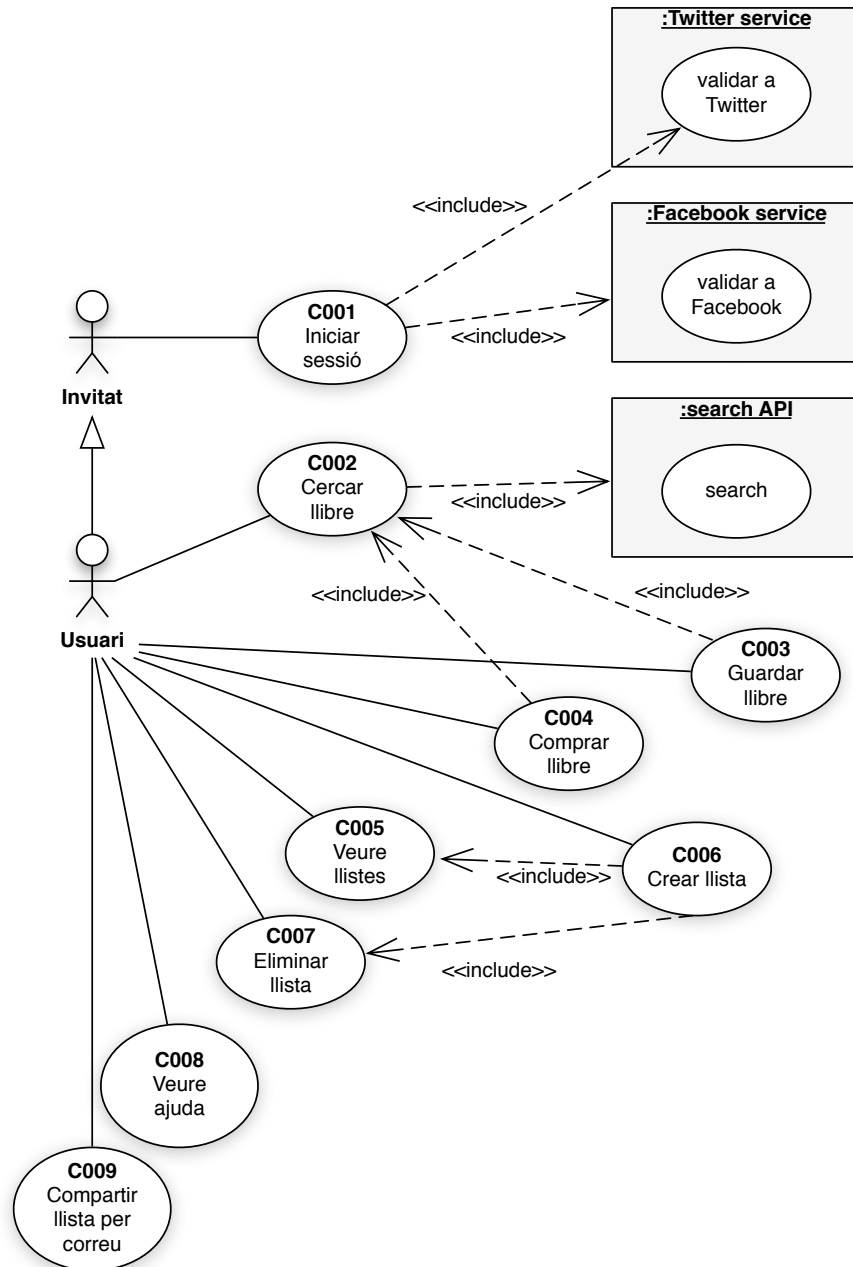 :Twitter service
validar a
Twitter
<<include>>
:Facebook service
validar a
Facebook
<<include>>
C001
Iniciar
sessió
Invitat
:search API
search
<<include>>
C002
Cercar
llibre
<<include>>
<<include>>
Usuari
C003
Guardar
llibre
C004
Comprar
llibre
C005
Veure
llistes
<<include>>
C006
Crear llista
C007
Eliminar
llista
<<include>>
C008
Veure
ajuda
C009
Compartir
llista per
correu